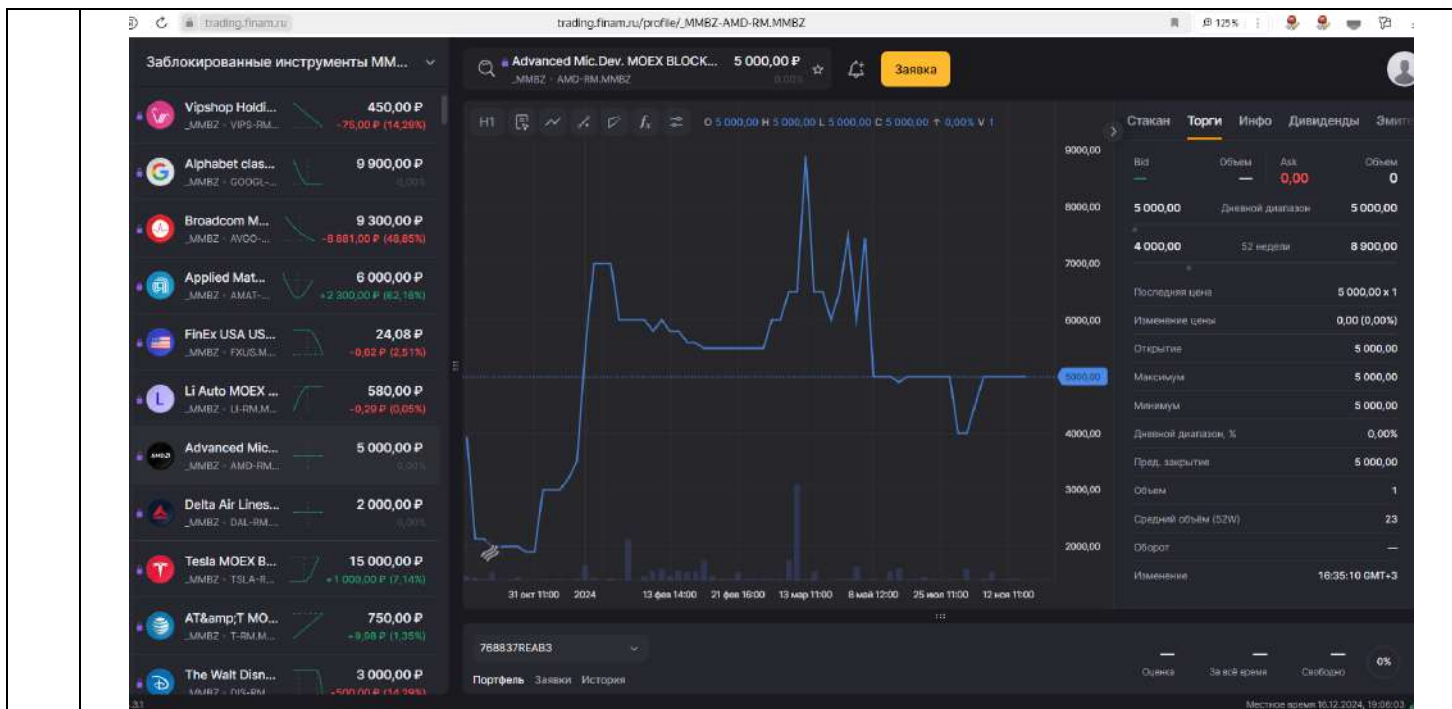 trading.finam.ru
trading.finam.ru/profile/_MMBZ-AMD-RM.MMBZ
125 %
Заблокированные инструменты ММ...
Vipshop Holdi...
450,00 ₽
_MMBZ · VIPS-RM...
-75,00 ₽ (14,29%)
Alphabet clas...
9 900,00 ₽
_MMBZ · GOOGL-...
0,00%
Broadcom M...
9 300,00 ₽
_MMBZ · AVGO-...
-8 881,00 ₽ (48,85%)
Applied Mat...
6 000,00 ₽
_MMBZ · AMAT-...
+2 300,00 ₽ (62,16%)
FinEx USA US...
24,08 ₽
_MMBZ · FXUS.M...
-0,62 ₽ (2,51%)
Li Auto MOEX ...
580,00 ₽
_MMBZ · LI-RM.M...
-0,29 ₽ (0,05%)
Advanced Mic...
5 000,00 ₽
_MMBZ · AMD-RM...
0,00%
Delta Air Lines...
2 000,00 ₽
_MMBZ · DAL-RM...
0,00%
Tesla MOEX B...
15 000,00 ₽
_MMBZ · TSLA-R...
+1 000,00 ₽ (7,14%)
AT&amp;T MO...
750,00 ₽
_MMBZ · T-RM.M...
+9,98 ₽ (1,35%)
The Walt Disn...
3 000,00 ₽
_MMBZ · DIS-RM...
-500,00 ₽ (14,29%)
Advanced Mic.Dev. MOEX BLOCK...
5 000,00 ₽
_MMBZ · AMD-RM.MMBZ
0,00%
Заявка
H1
O 5 000,00 H 5 000,00 L 5 000,00 C 5 000,00 ↑ 0,00% V 1
9000,00
8000,00
7000,00
6000,00
5000,00
4000,00
3000,00
2000,00
31 окт 11:00 2024 13 фев 14:00 21 фев 16:00 13 мар 11:00 8 май 12:00 25 июл 11:00 12 ноя 11:00
Стакан Торги Инфо Дивиденды Эмит
Bid Объем Ask Объем
— — 0,00 0
5 000,00 Дневной диапазон 5 000,00
4 000,00 52 недели 8 900,00
Последняя цена 5 000,00 x 1
Изменение цены 0,00 (0,00%)
Открытие 5 000,00
Максимум 5 000,00
Минимум 5 000,00
Дневной диапазон, % 0,00%
Пред. закрытие 5 000,00
Объем 1
Средний объём (52W) 23
Оборот —
Изменение 16:35:10 GMT+3
768837REAB3
Портфель Заявки История
— — —
Оценка За всё время Свободно
0%
3.1
Местное время 16.12.2024, 19:06:03